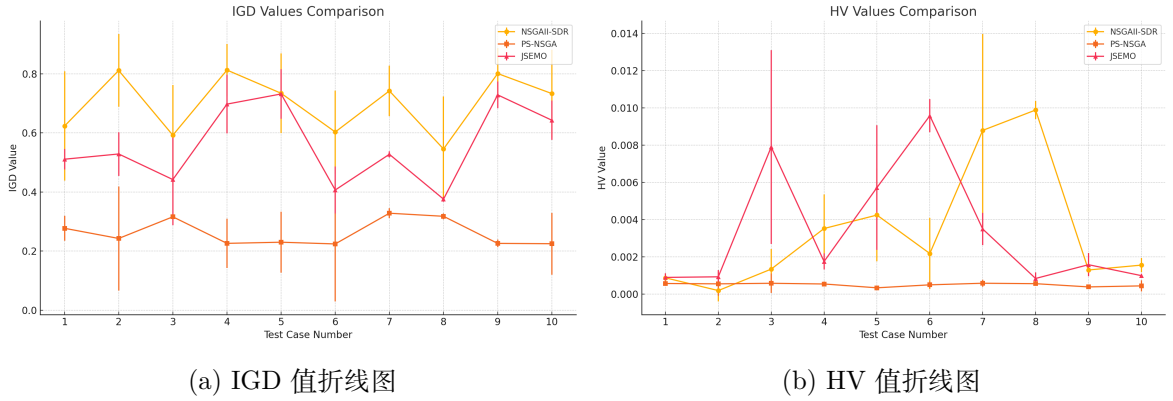 IGD Values Comparison
NSGAII-SDR
PS-NSGA
JSEMO
IGD Value
0.8
0.6
0.4
0.2
0.0
1 2 3 4 5 6 7 8 9 10
Test Case Number
(a) IGD 值折线图
HV Values Comparison
NSGAII-SDR
PS-NSGA
JSEMO
HV Value
0.014
0.012
0.010
0.008
0.006
0.004
0.002
0.000
1 2 3 4 5 6 7 8 9 10
Test Case Number
(b) HV 值折线图